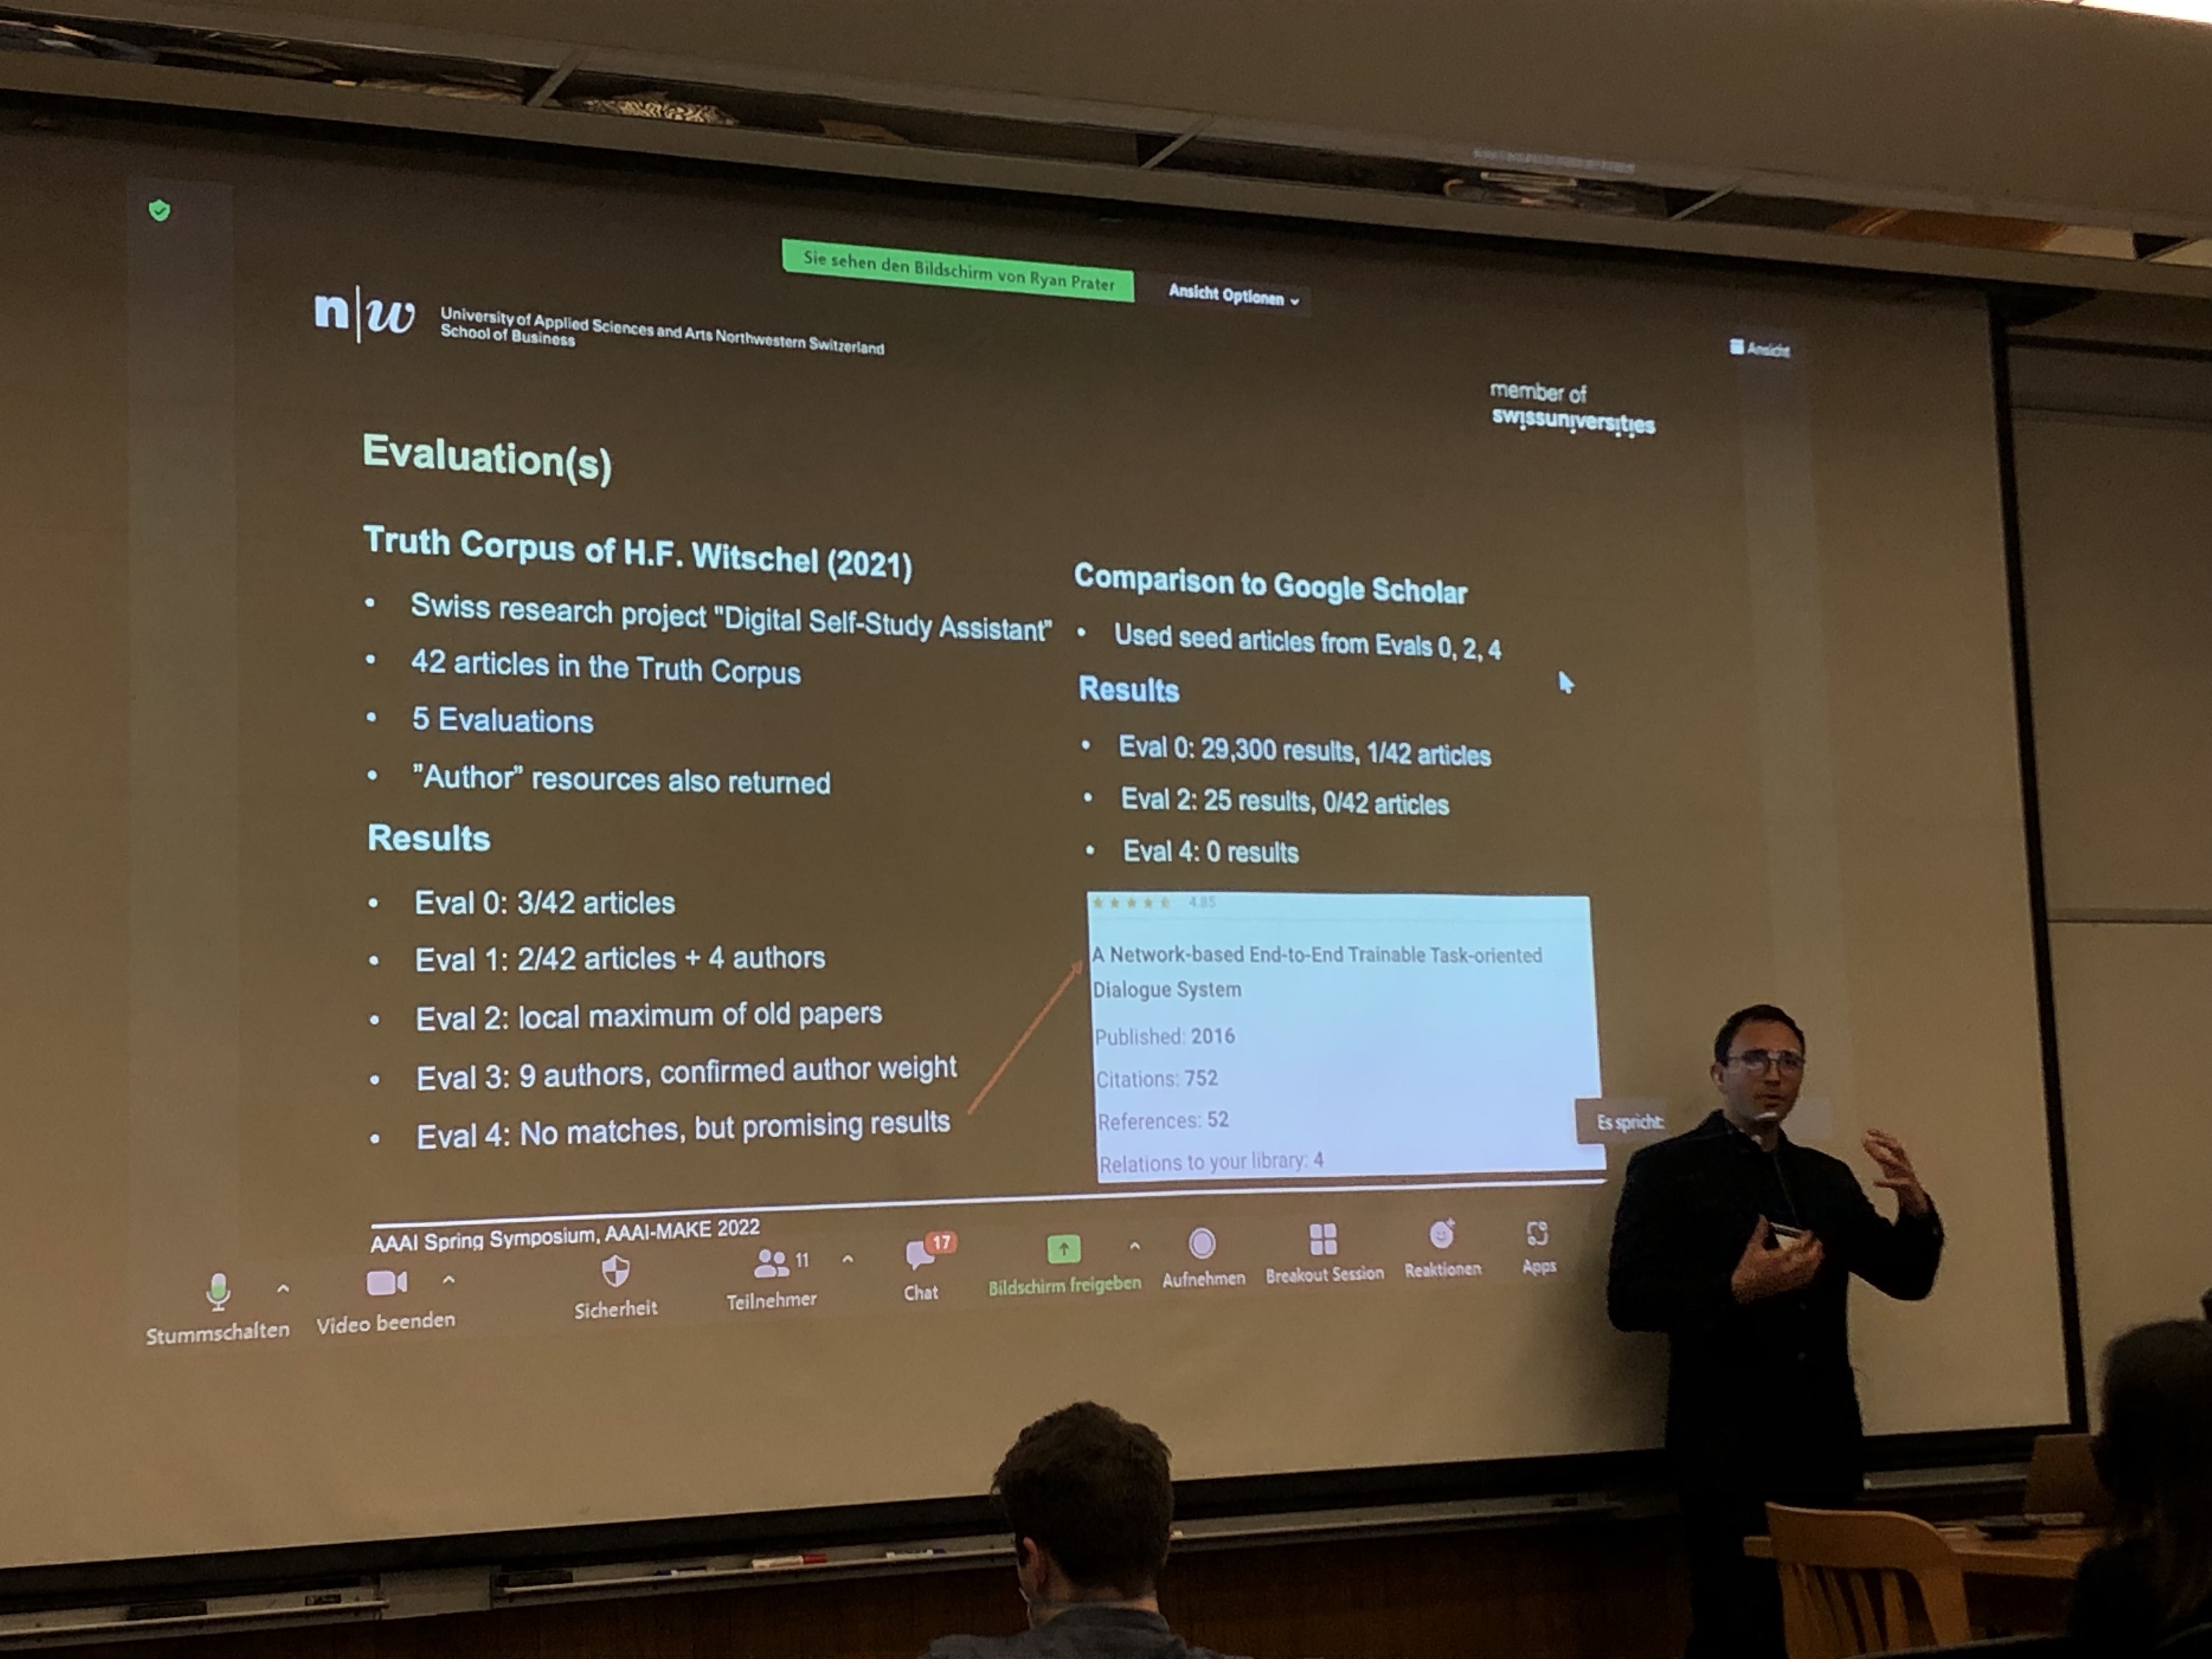 Sie sehen den Bildschirm von Ryan Prater
Ansicht Optionen
n|w
University of Applied Sciences and Arts Northwestern Switzerland
School of Business
Ansicht
member of
swissuniversities
Evaluation(s)
Truth Corpus of H.F. Witschel (2021)
• Swiss research project "Digital Self-Study Assistant"
• 42 articles in the Truth Corpus
• 5 Evaluations
• "Author" resources also returned
Results
• Eval 0: 3/42 articles
• Eval 1: 2/42 articles + 4 authors
• Eval 2: local maximum of old papers
• Eval 3: 9 authors, confirmed author weight
• Eval 4: No matches, but promising results
Comparison to Google Scholar
• Used seed articles from Evals 0, 2, 4
Results
• Eval 0: 29,300 results, 1/42 articles
• Eval 2: 25 results, 0/42 articles
• Eval 4: 0 results
4.85
A Network-based End-to-End Trainable Task-oriented
Dialogue System
Published: 2016
Citations: 752
References: 52
Relations to your library: 4
Es spricht:
AAAI Spring Symposium, AAAI-MAKE 2022
Stummschalten
Video beenden
Sicherheit
11
Teilnehmer
17
Chat
Bildschirm freigeben
Aufnehmen
Breakout Session
Reaktionen
Apps